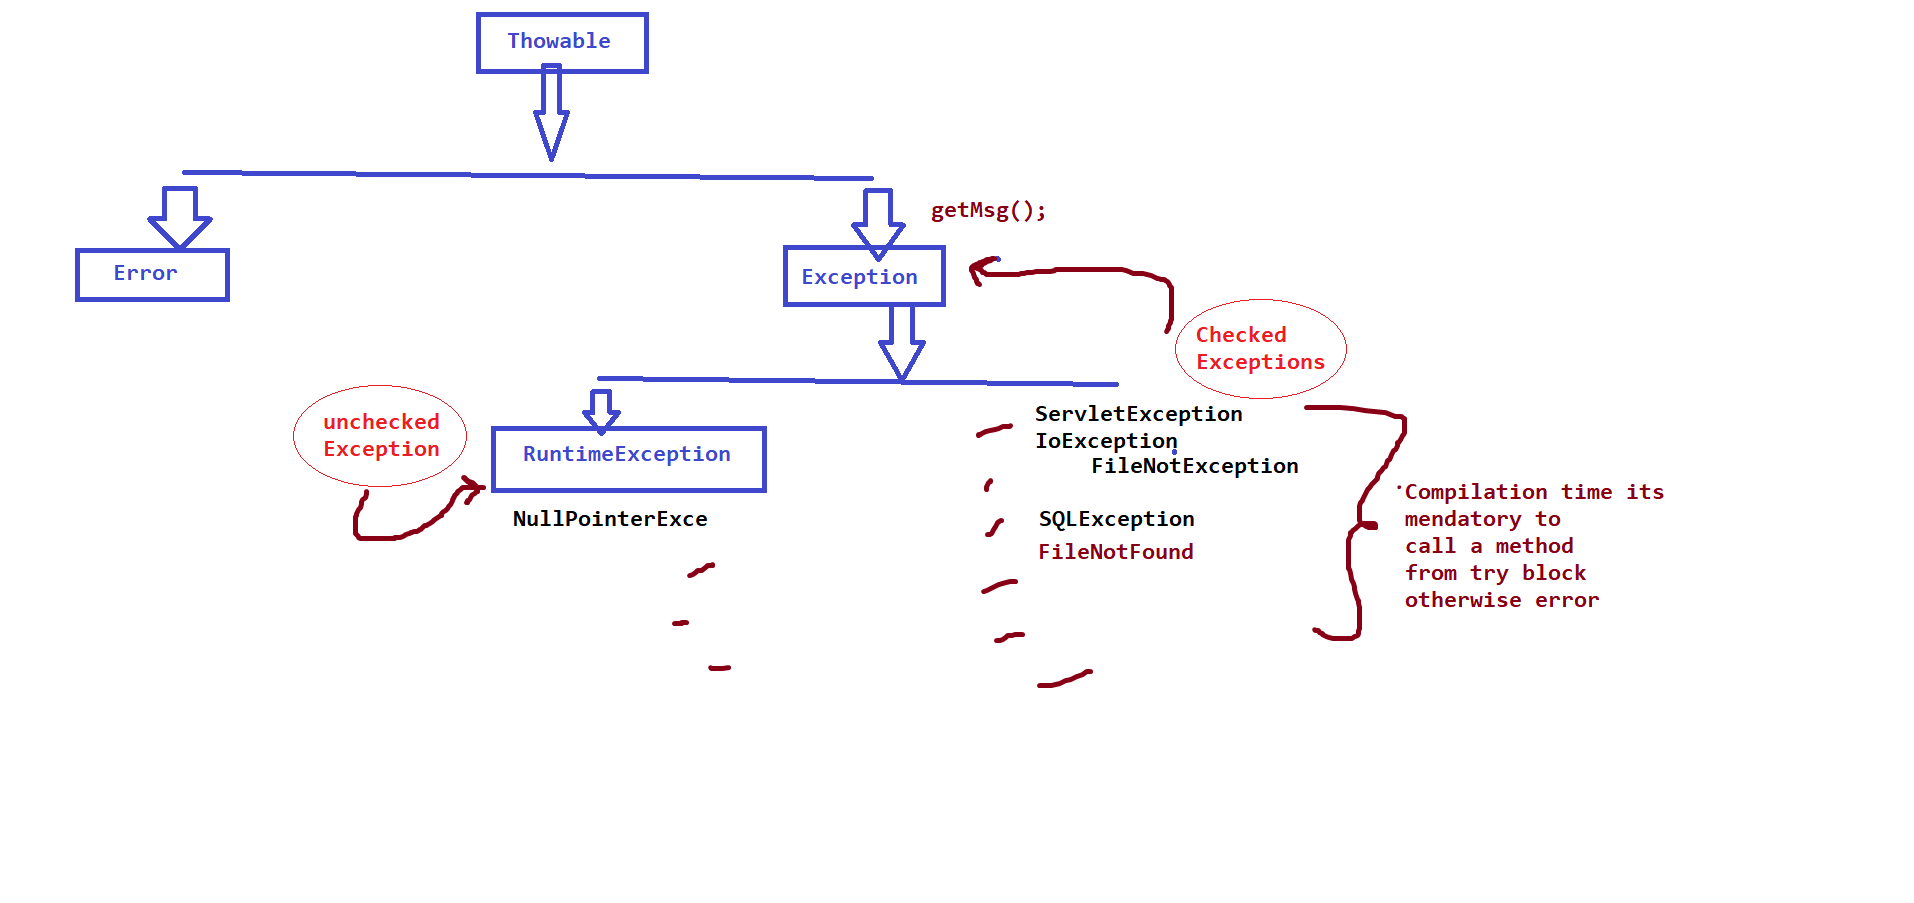 Thowable
getMsg();
Error
Exception
Checked
Exceptions
unchecked
Exception
RuntimeException
NullPointerExce
ServletException
IoException
FileNotException
SQLException
FileNotFound
Compilation time its
mendatory to
call a method
from try block
otherwise error